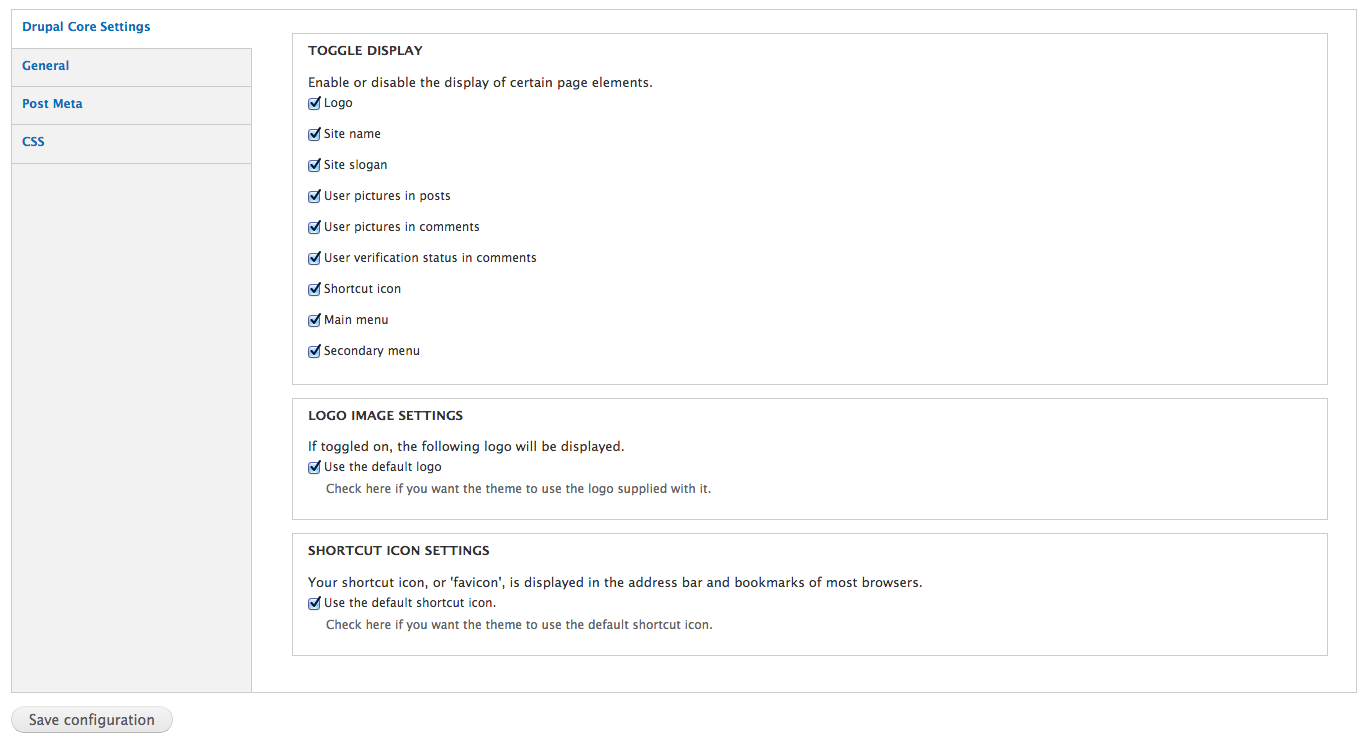 Drupal Core Settings
General
Post Meta
CSS
TOGGLE DISPLAY
Enable or disable the display of certain page elements.
Logo
Site name
Site slogan
User pictures in posts
User pictures in comments
User verification status in comments
Shortcut icon
Main menu
Secondary menu
LOGO IMAGE SETTINGS
If toggled on, the following logo will be displayed.
Use the default logo
Check here if you want the theme to use the logo supplied with it.
SHORTCUT ICON SETTINGS
Your shortcut icon, or 'favicon', is displayed in the address bar and bookmarks of most browsers.
Use the default shortcut icon.
Check here if you want the theme to use the default shortcut icon.
Save configuration